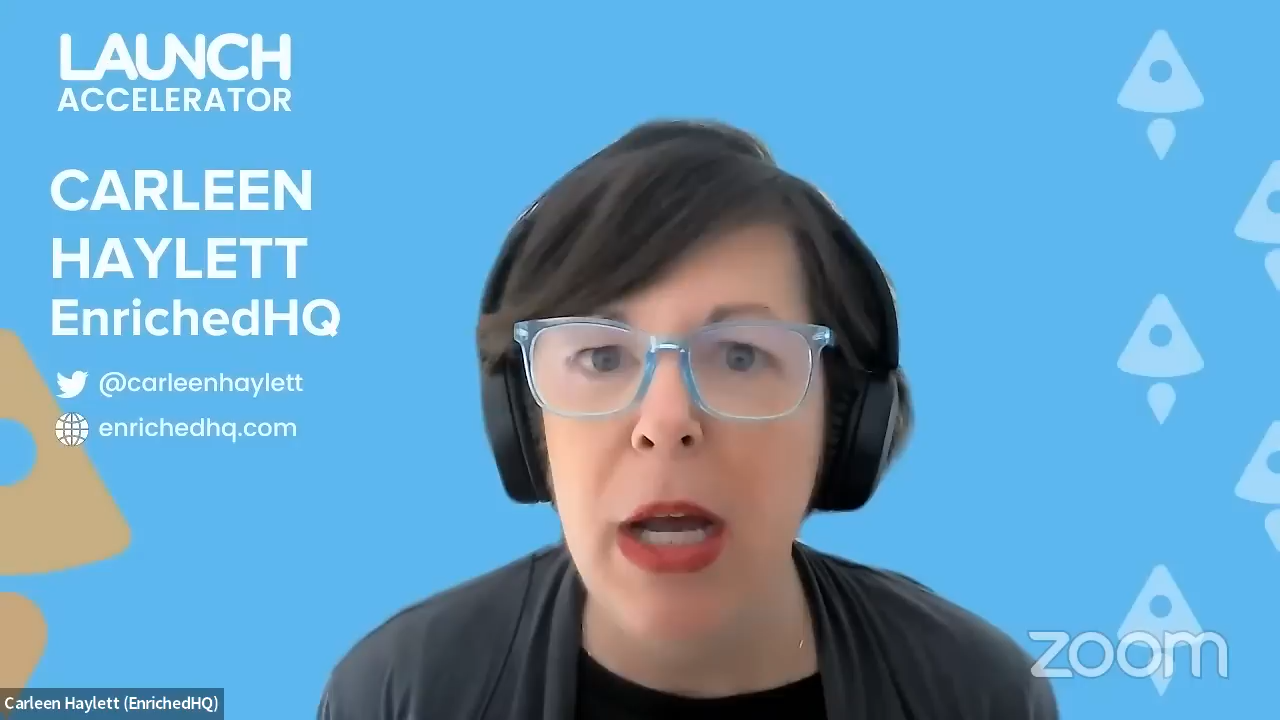 LAUNCH
ACCELERATOR
CARLEEN
HAYLETT
EnrichedHQ
@carleenhaylett
enrichedhq.com
zoom
Carleen Haylett (EnrichedHQ)